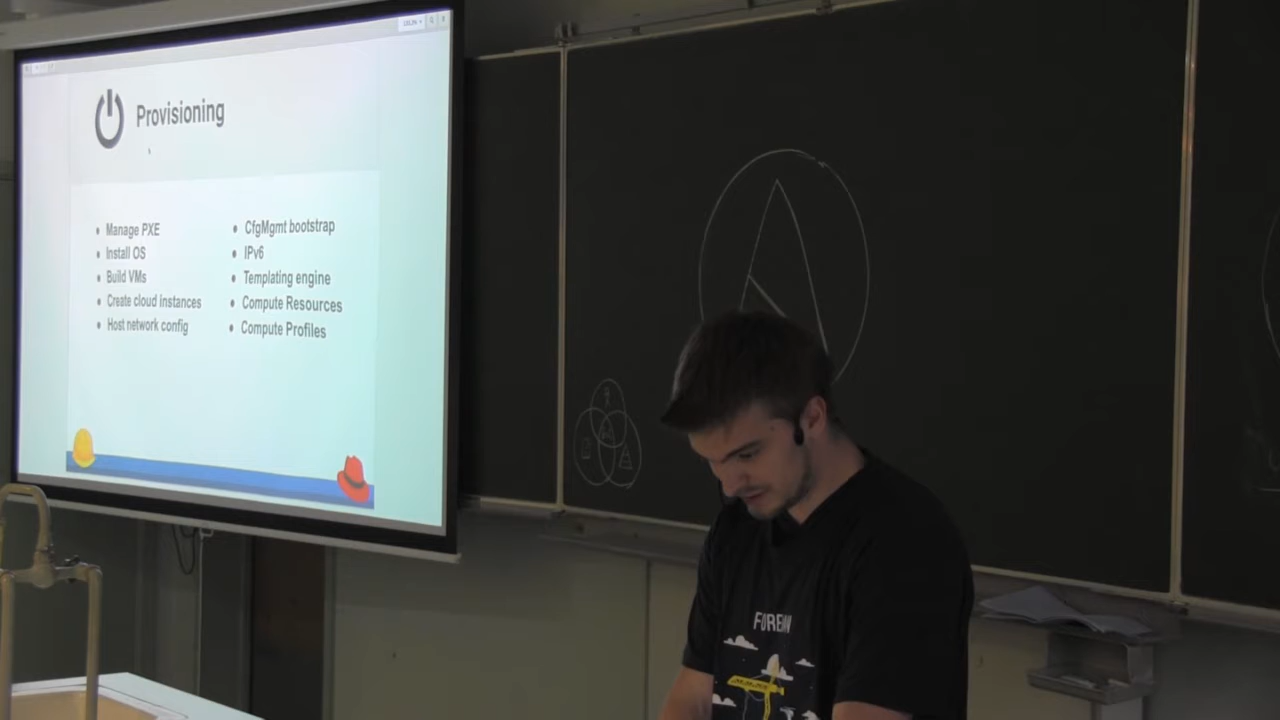 Provisioning
Manage PXE
Install OS
Build VMs
Create cloud instances
Host network config
CfgMgmt bootstrap
IPv6
Templating engine
Compute Resources
Compute Profiles